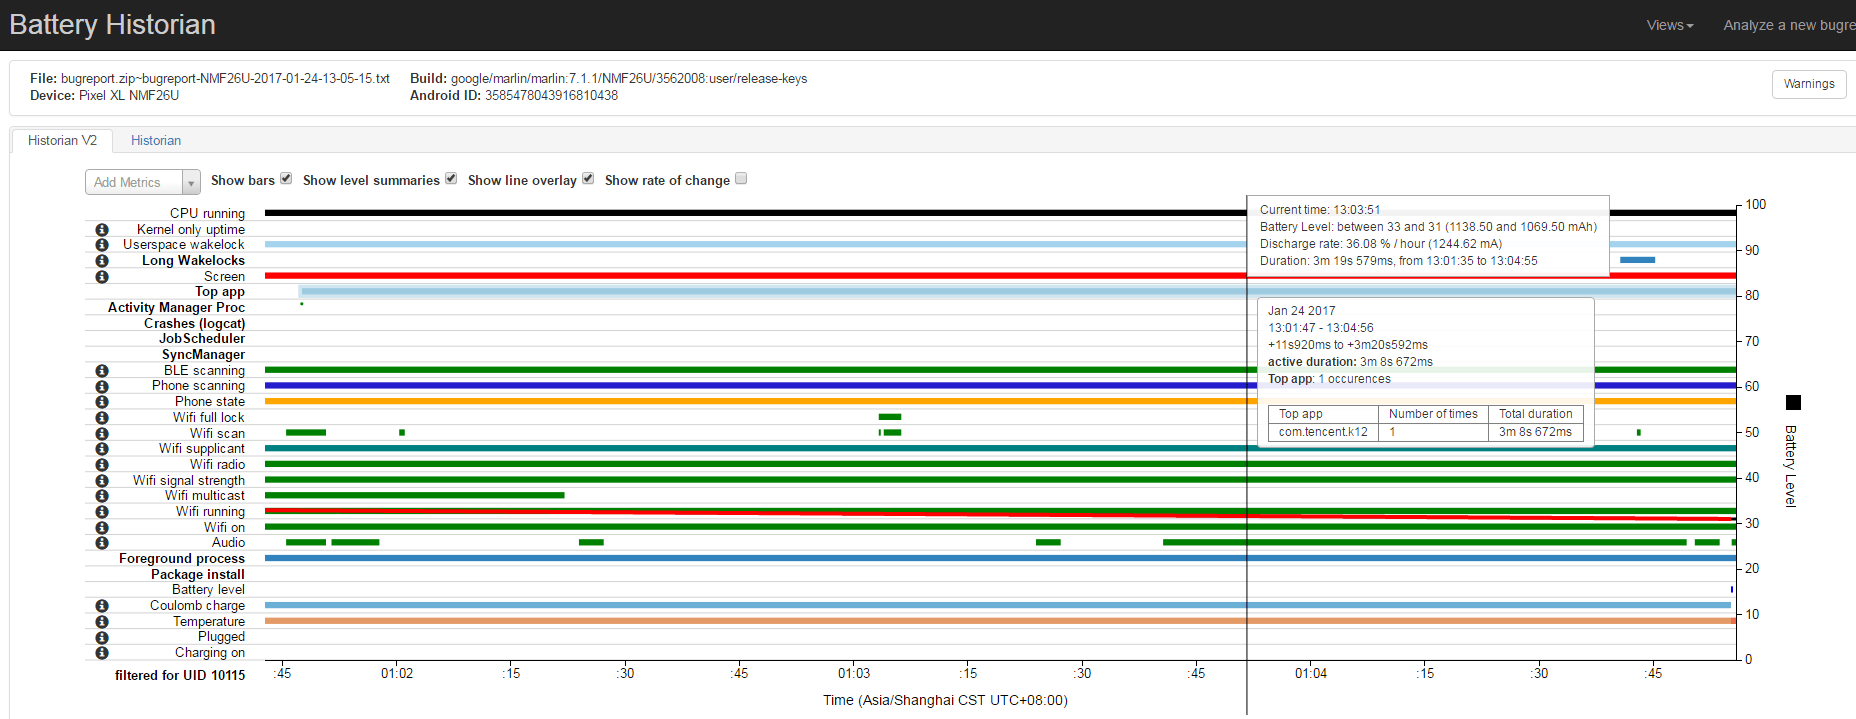 Battery Historian
Views
Analyze a new bugre
File: bugreport.zip~bugreport-NMF26U-2017-01-24-13-05-15.txt
Build: google/marlin/marlin:7.1.1/NMF26U/3562008:user/release-keys
Device: Pixel XL NMF26U
Android ID: 3585478043916810438
Warnings
Historian V2
Historian
Add Metrics
Show bars
Show level summaries
Show line overlay
Show rate of change
CPU running
Kernel only uptime
Userspace wakelock
Long Wakelocks
Screen
Top app
Activity Manager Proc
Crashes (logcat)
JobScheduler
SyncManager
BLE scanning
Phone scanning
Phone state
Wifi full lock
Wifi scan
Wifi supplicant
Wifi radio
Wifi signal strength
Wifi multicast
Wifi running
Wifi on
Audio
Foreground process
Package install
Battery level
Coulomb charge
Temperature
Plugged
Charging on
filtered for UID 10115
Current time: 13:03:51
Battery Level: between 33 and 31 (1138.50 and 1069.50 mAh)
Discharge rate: 36.08 % / hour (1244.62 mA)
Duration: 3m 19s 579ms, from 13:01:35 to 13:04:55
Jan 24 2017
13:01:47 - 13:04:56
+11s920ms to +3m20s592ms
active duration: 3m 8s 672ms
Top app: 1 occurences
Top app Number of times Total duration
com.tencent.k12 1 3m 8s 672ms
100
90
80
70
60
50
40
30
20
10
0
Battery Level
:45 01:02 :15 :30 :45 01:03 :15 :30 :45 01:04 :15 :30 :45
Time (Asia/Shanghai CST UTC+08:00)